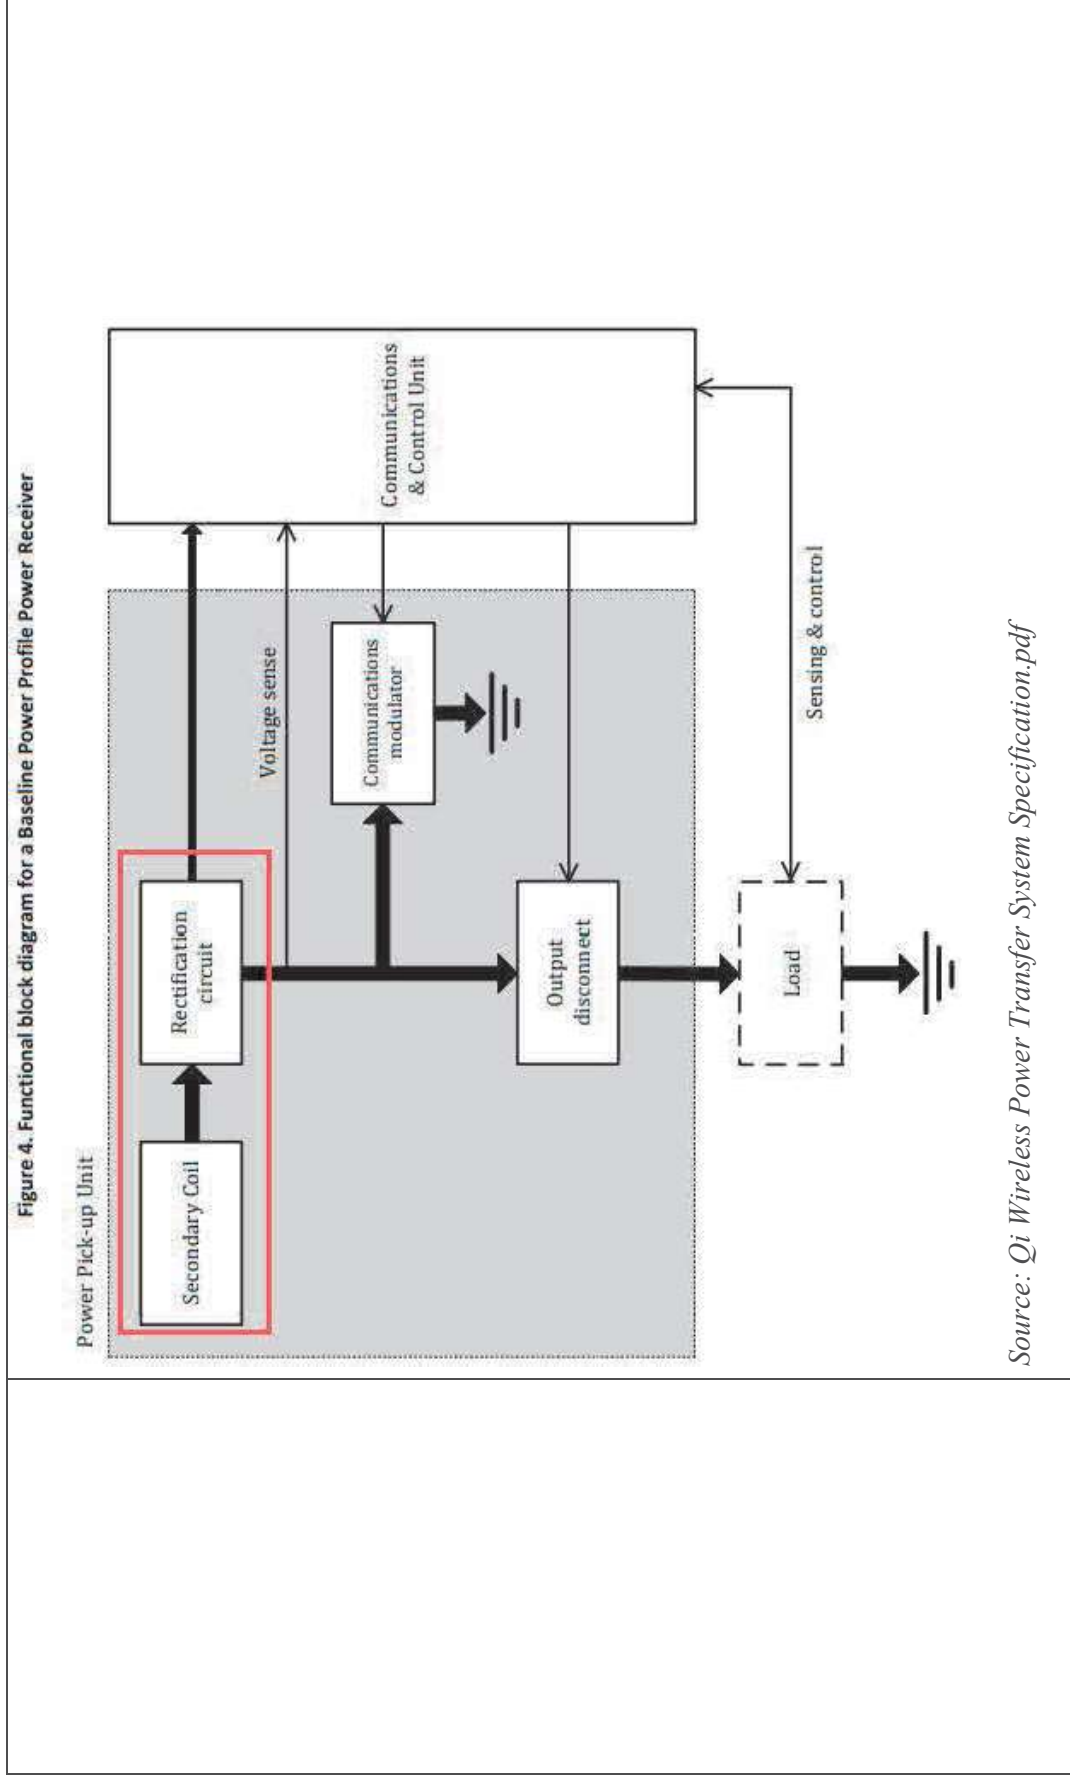 Figure 4. Functional block diagram for a Baseline Power Profile Power Receiver
Power Pick-up Unit
Secondary Coil
Rectification
circuit
Voltage sense
Communications
modulator
Communications
& Control Unit
Output
disconnect
Load
Sensing & control
Source: Qi Wireless Power Transfer System Specification.pdf